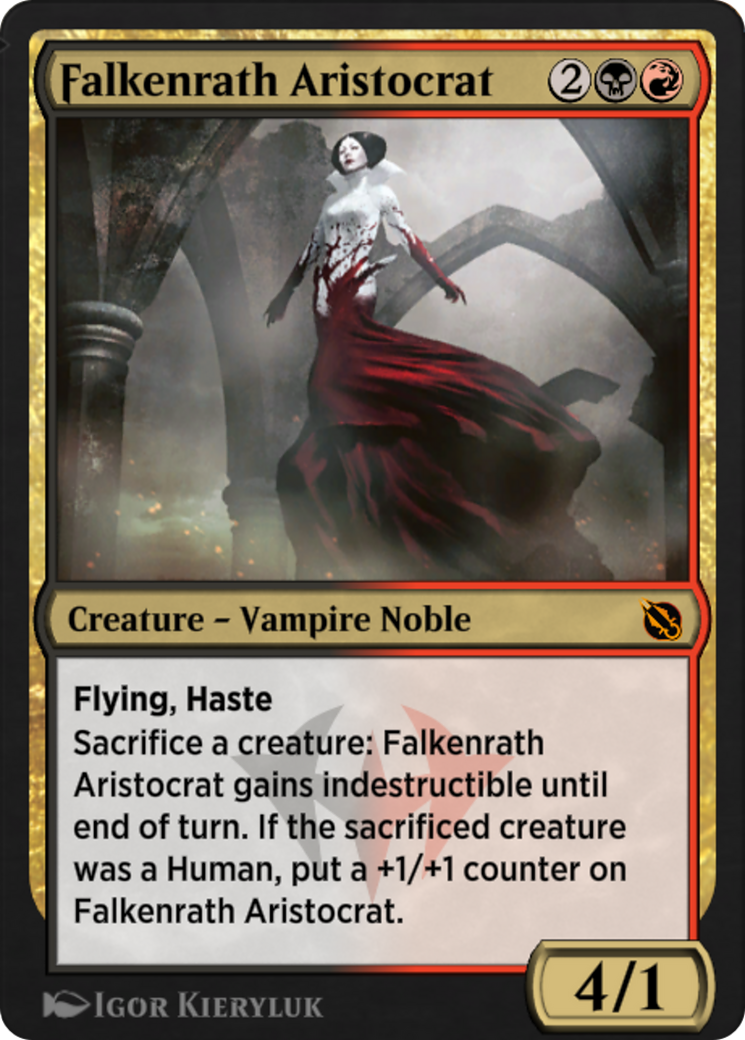 Falkenrath Aristocrat 2
Creature – Vampire Noble
Flying, Haste
Sacrifice a creature: Falkenrath
Aristocrat gains indestructible until
end of turn. If the sacrificed creature
was a Human, put a +1/+1 counter on
Falkenrath Aristocrat.
4/1
Igor Kieryluk